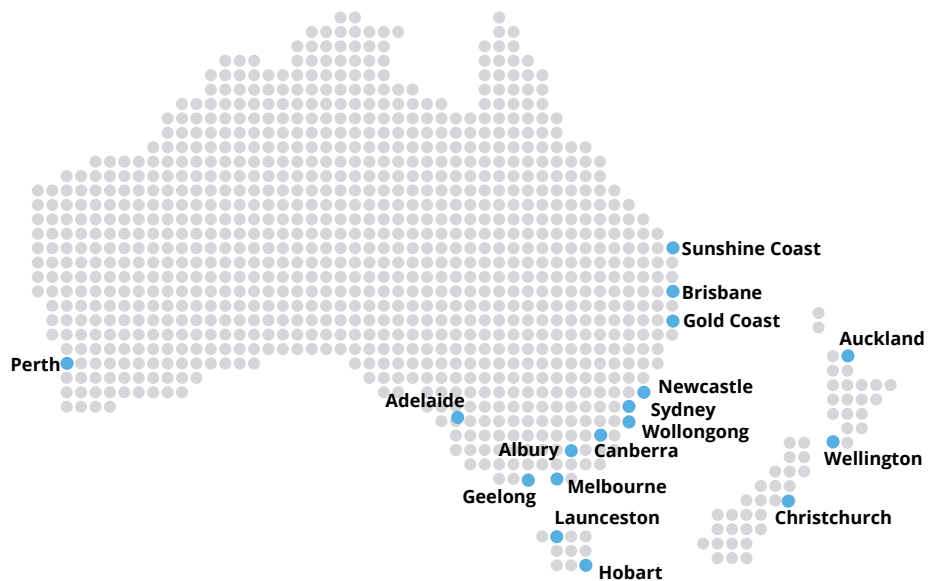 Sunshine Coast
Brisbane
Gold Coast
Auckland
Perth
Newcastle
Adelaide
Sydney
Wollongong
Albury
Canberra
Wellington
Melbourne
Geelong
Launceston
Christchurch
Hobart